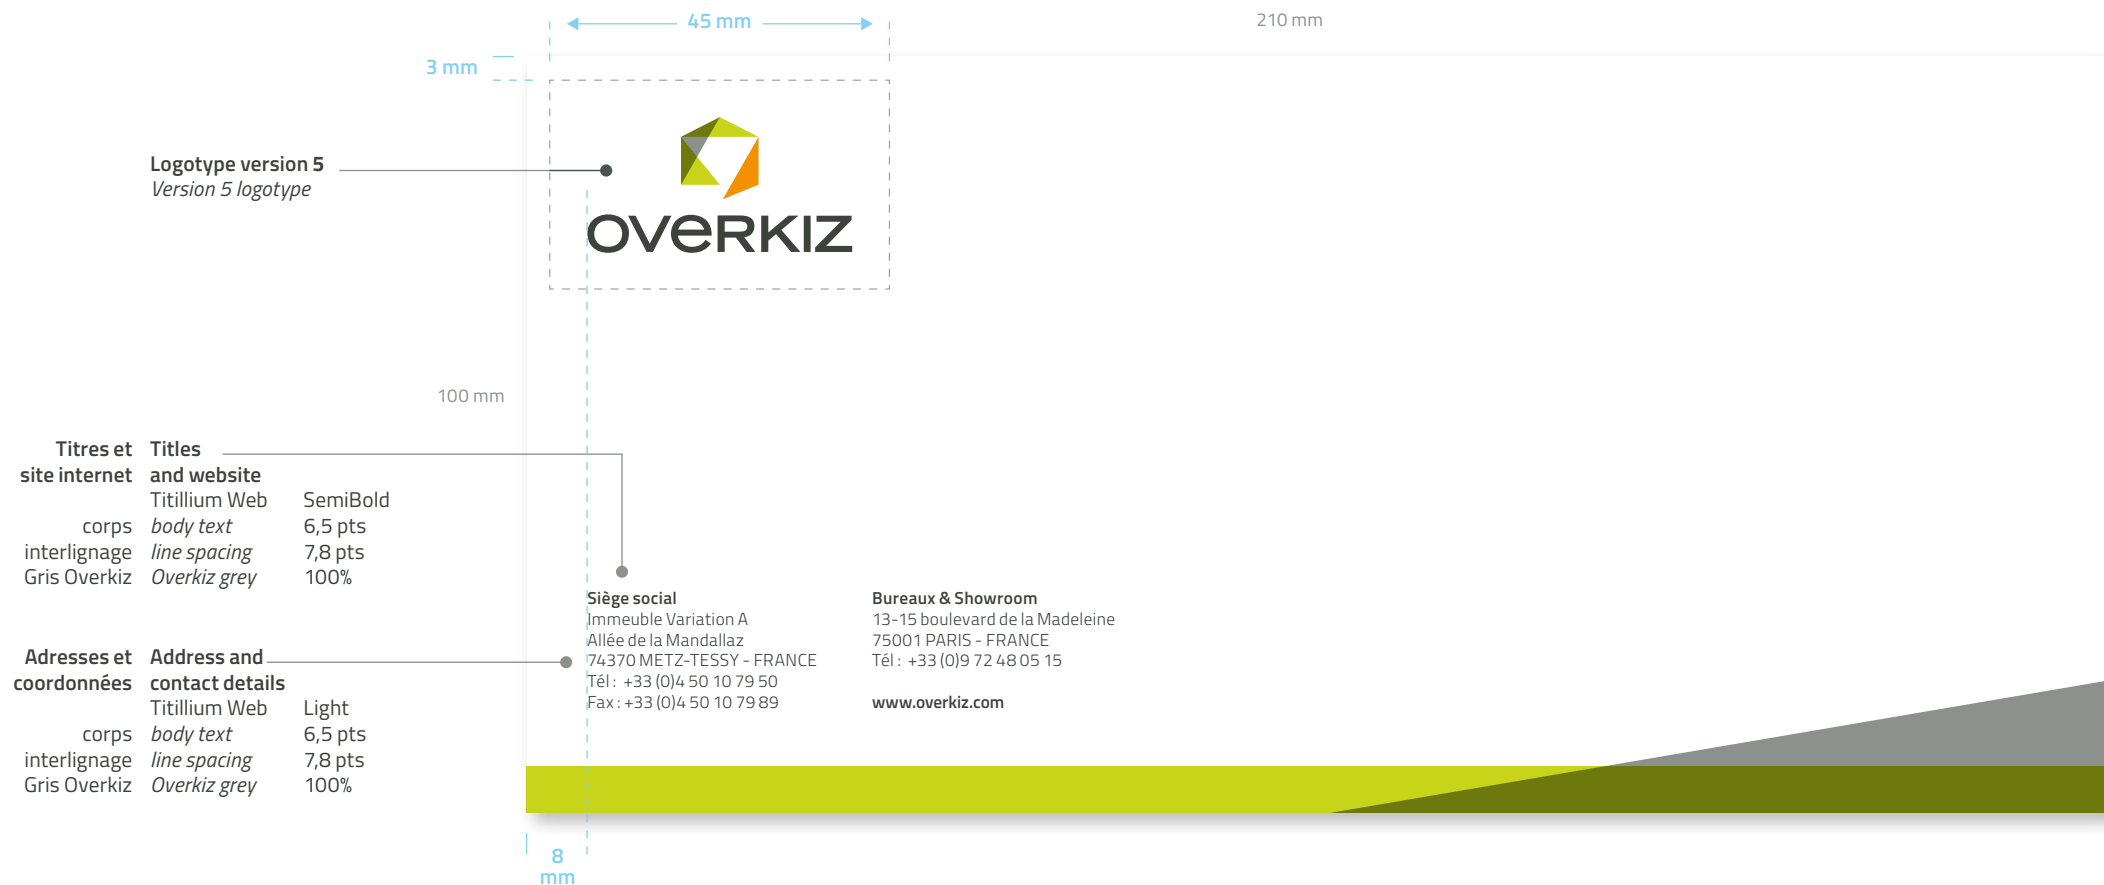 45 mm
210 mm
3 mm
Logotype version 5
Version 5 logotype
OVERKIZ
100 mm
Titres et Titles
site internet and website
Titillium Web SemiBold
corps body text 6,5 pts
interlignage line spacing 7,8 pts
Gris Overkiz Overkiz grey 100%
Siège social
Immeuble Variation A
Allée de la Mandallaz
74370 METZ-TESSY - FRANCE
Tél : +33 (0)4 50 10 79 50
Fax : +33 (0)4 50 10 79 89
Bureaux & Showroom
13-15 boulevard de la Madeleine
75001 PARIS - FRANCE
Tél : +33 (0)9 72 48 05 15
www.overkiz.com
Adresses et Address and
coordonnées contact details
Titillium Web Light
corps body text 6,5 pts
interlignage line spacing 7,8 pts
Gris Overkiz Overkiz grey 100%
8
mm